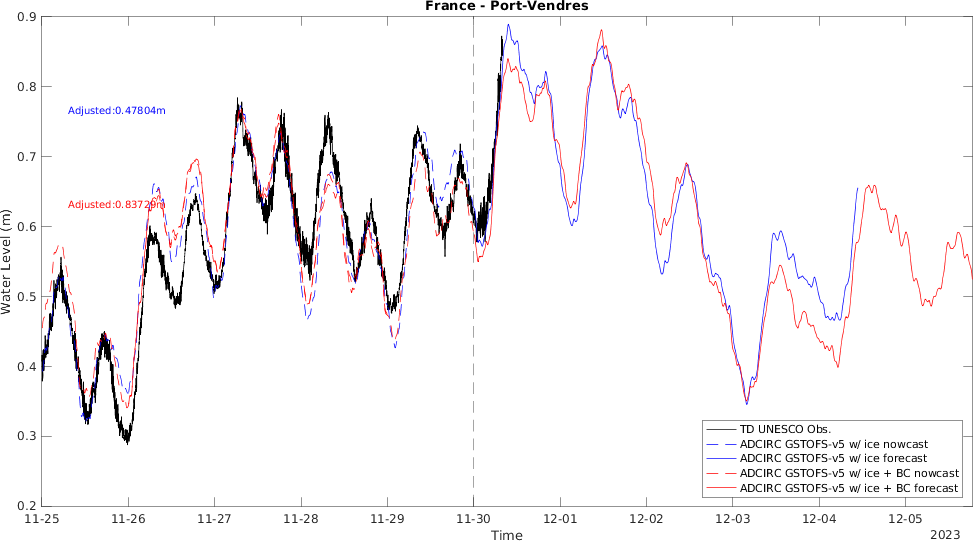 France - Port-Vendres
Water Level (m)
0.9
0.8
0.7
0.6
0.5
0.4
0.3
0.2
Adjusted:0.47804m
Adjusted:0.83729m
TD UNESCO Obs.
ADCIRC GSTOFS-v5 w/ ice nowcast
ADCIRC GSTOFS-v5 w/ ice forecast
ADCIRC GSTOFS-v5 w/ ice + BC nowcast
ADCIRC GSTOFS-v5 w/ ice + BC forecast
11-25 11-26 11-27 11-28 11-29 11-30 12-01 12-02 12-03 12-04 12-05
Time
2023